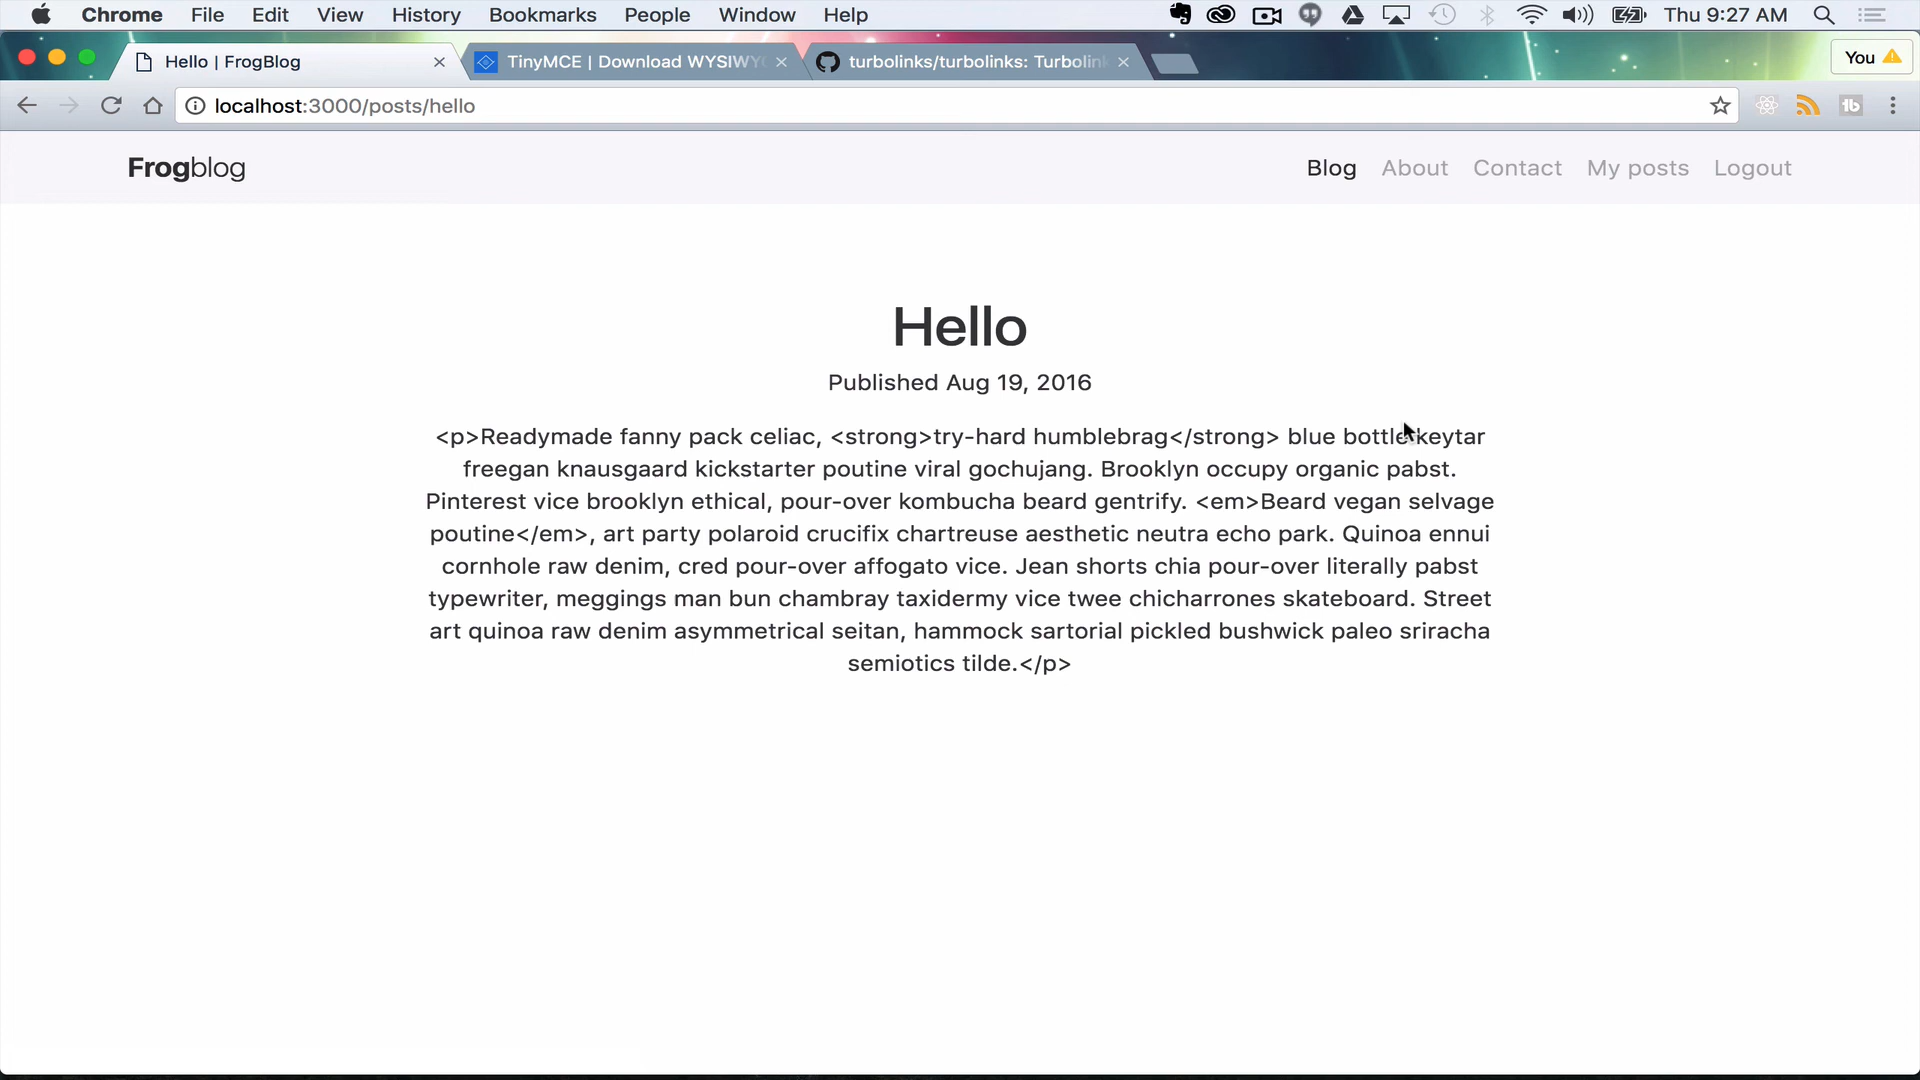 Chrome File Edit View History Bookmarks People Window Help Thu 9:27 AM
Hello | FrogBlog TinyMCE | Download WYSIWY turbolinks/turbolinks: Turbolin You
localhost:3000/posts/hello
Frogblog Blog About Contact My posts Logout
Hello
Published Aug 19, 2016
<p>Readymade fanny pack celiac, <strong>try-hard humblebrag</strong> blue bottle keytar
freegan knausgaard kickstarter poutine viral gochujang. Brooklyn occupy organic pabst.
Pinterest vice brooklyn ethical, pour-over kombucha beard gentrify. <em>Beard vegan selvage
poutine</em>, art party polaroid crucifix chartreuse aesthetic neutra echo park. Quinoa ennui
cornhole raw denim, cred pour-over affogato vice. Jean shorts chia pour-over literally pabst
typewriter, meggings man bun chambray taxidermy vice twee chicharrones skateboard. Street
art quinoa raw denim asymmetrical seitan, hammock sartorial pickled bushwick paleo sriracha
semiotics tilde.</p>